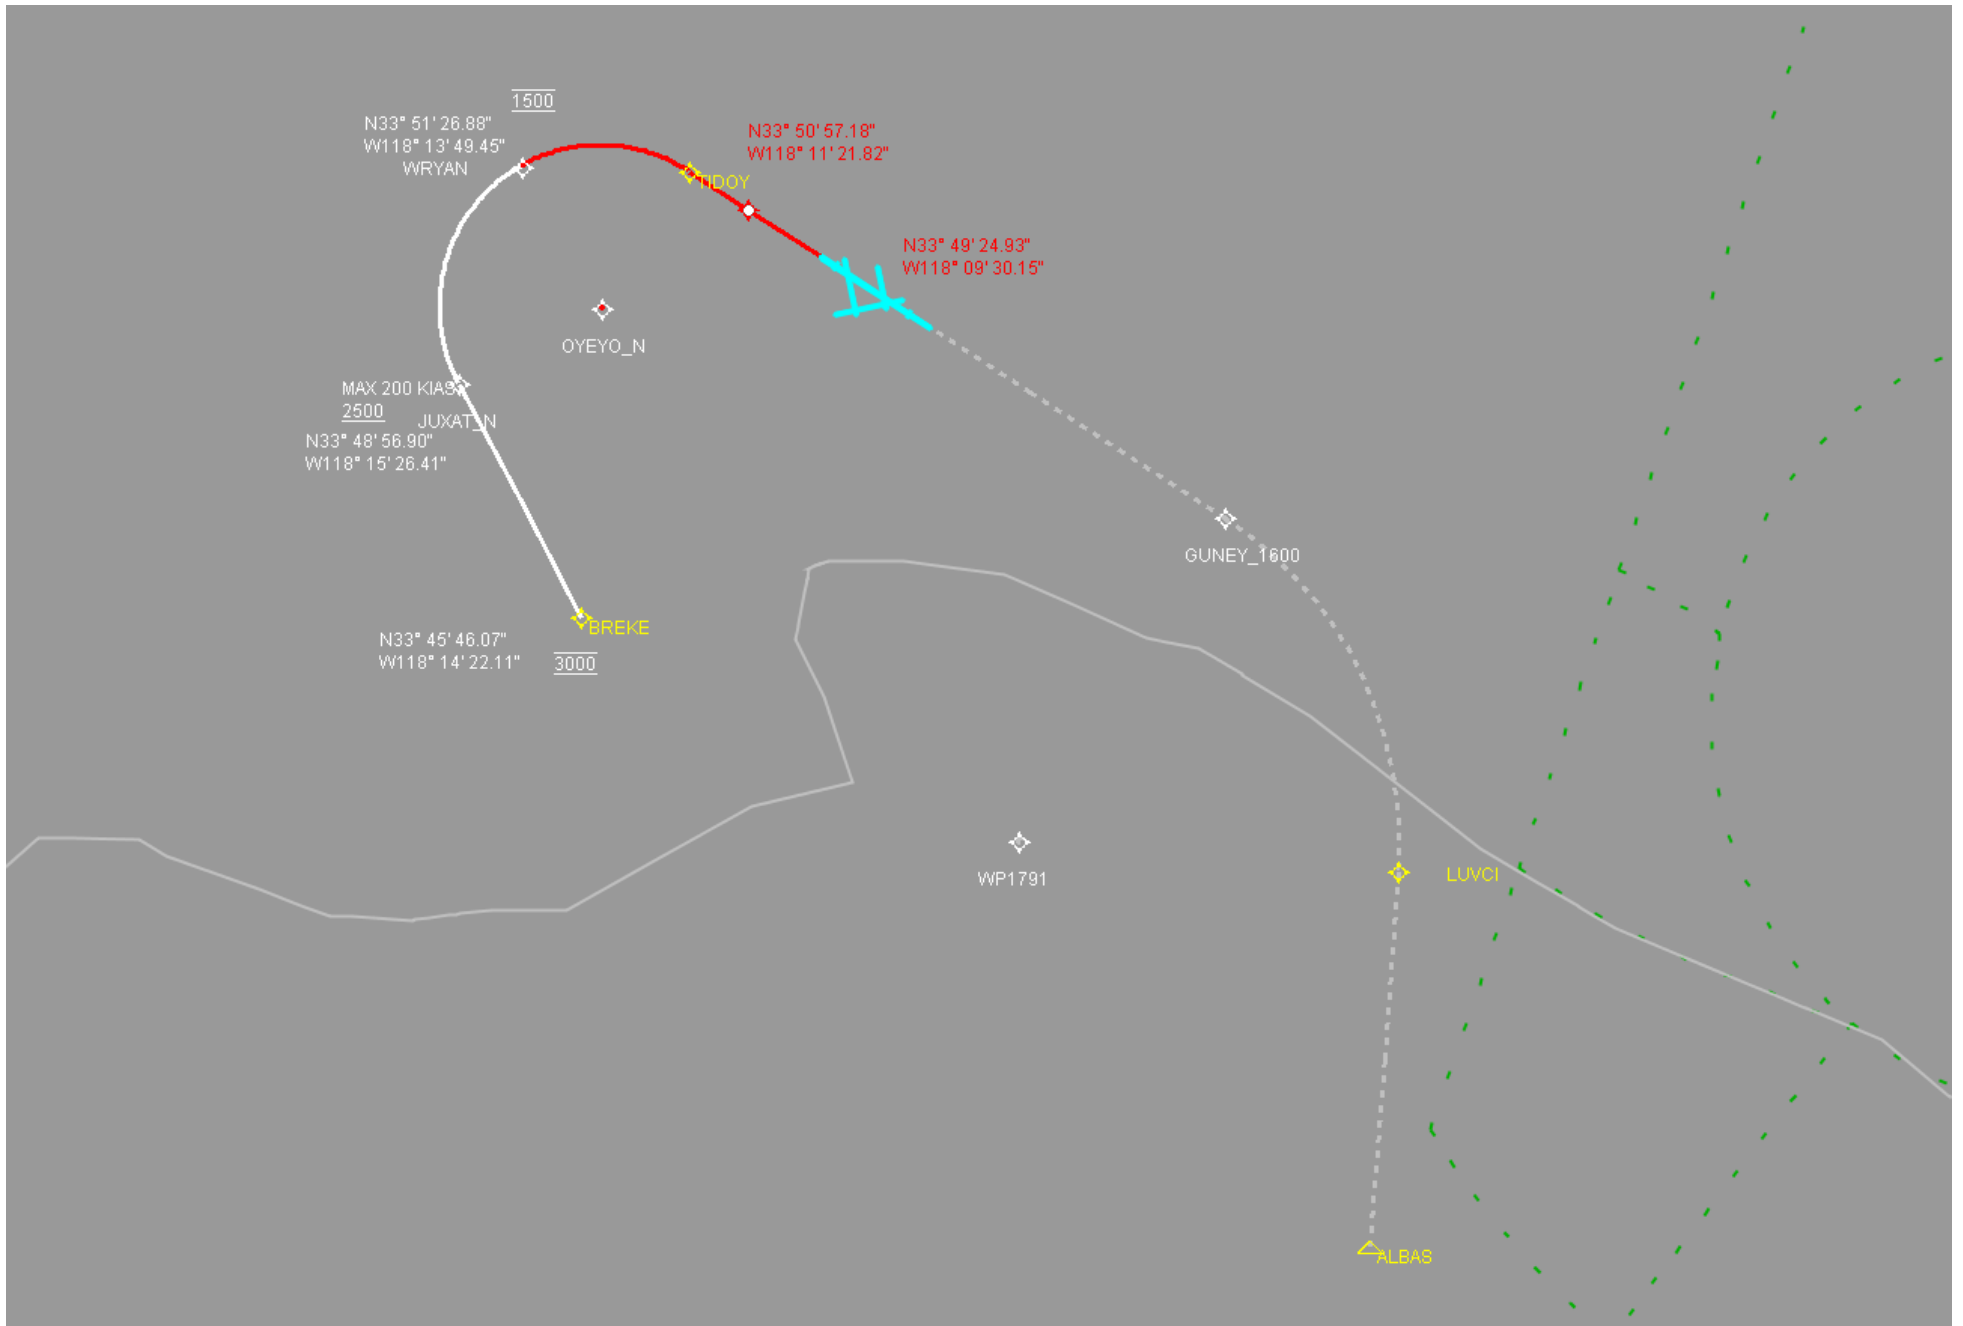 1500
N33° 51' 26.88"
W118° 13' 49.45"
WRYAN
N33° 50' 57.18"
W118° 11' 21.82"
TIDOY
N33° 49' 24.93"
W118° 09' 30.15"
OYEYO_N
MAX 200 KIAS
2500
JUXAT_N
N33° 48' 56.90"
W118° 15' 26.41"
GUNEY_1600
BREKE
N33° 45' 46.07"
W118° 14' 22.11"
3000
WP1791
LUVCI
ALBAS